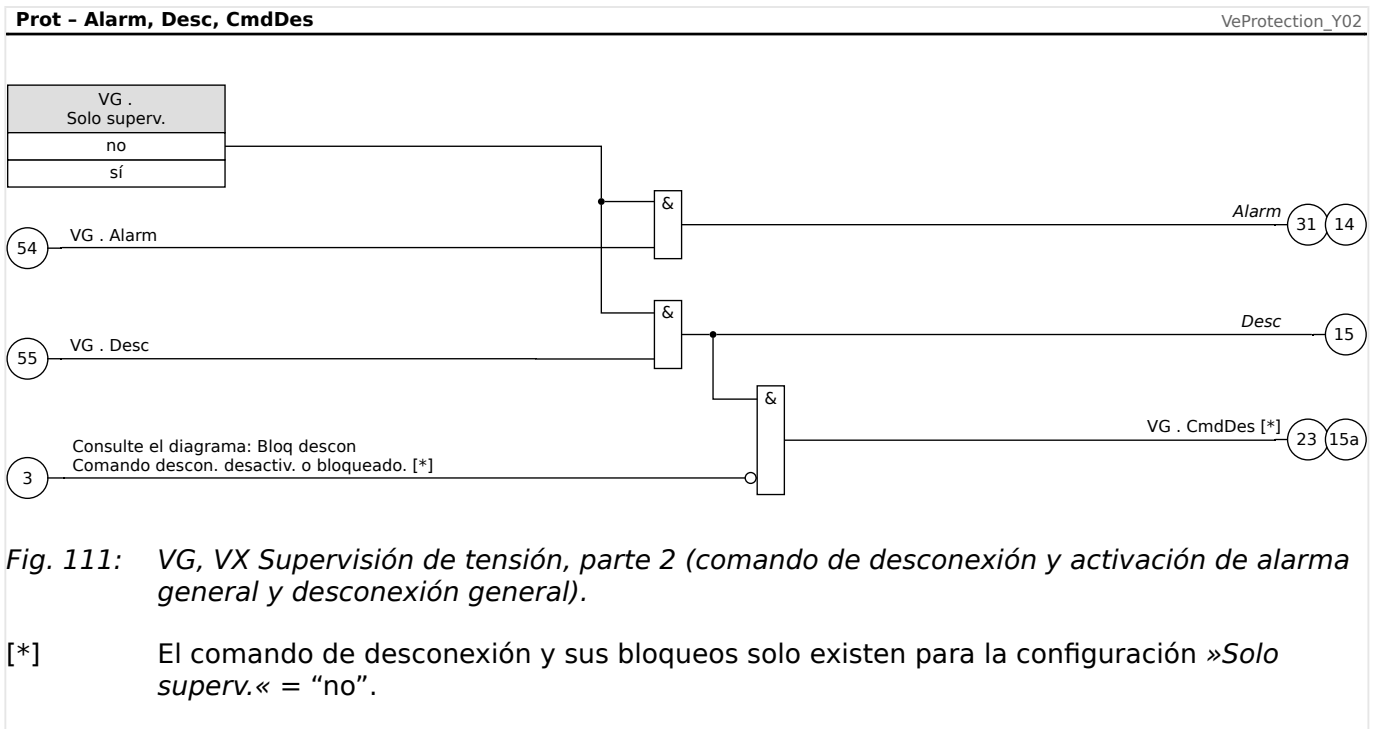 Prot – Alarm, Desc, CmdDes
VeProtection_Y02
VG .
Solo superv.
no
sí
&
Alarm
31
14
54
VG . Alarm
&
Desc
15
55
VG . Desc
&
VG . CmdDes [*]
23
15a
Consulte el diagrama: Bloq descon
Comando descon. desactiv. o bloqueado. [*]
3
Fig. 111: VG, VX Supervisión de tensión, parte 2 (comando de desconexión y activación de alarma
general y desconexión general).
[*] El comando de desconexión y sus bloqueos solo existen para la configuración »Solo
superv.« = “no”.